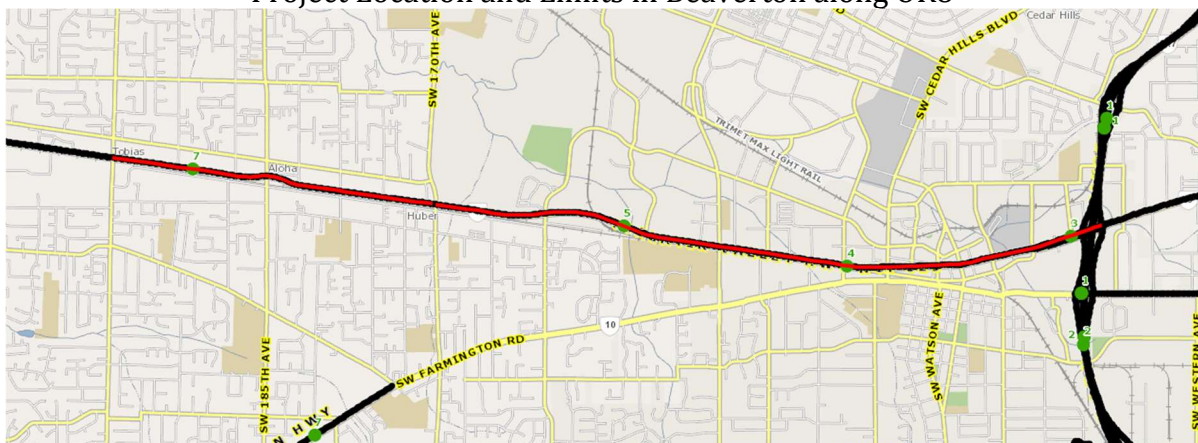 Project Location and Limits in Beaverton along OR8
Cedar Hills
SW 170TH AVE
SW CEDAR HILLS BLVD
1
1
TRIMET MAX LIGHT RAIL
Tobias
7
Aloha
Huber
5
3
4
1
10
2
2
SW FARMINGTON RD
SW 185TH AVE
SW WATSON AVE
WESTERN AVE
N HWY